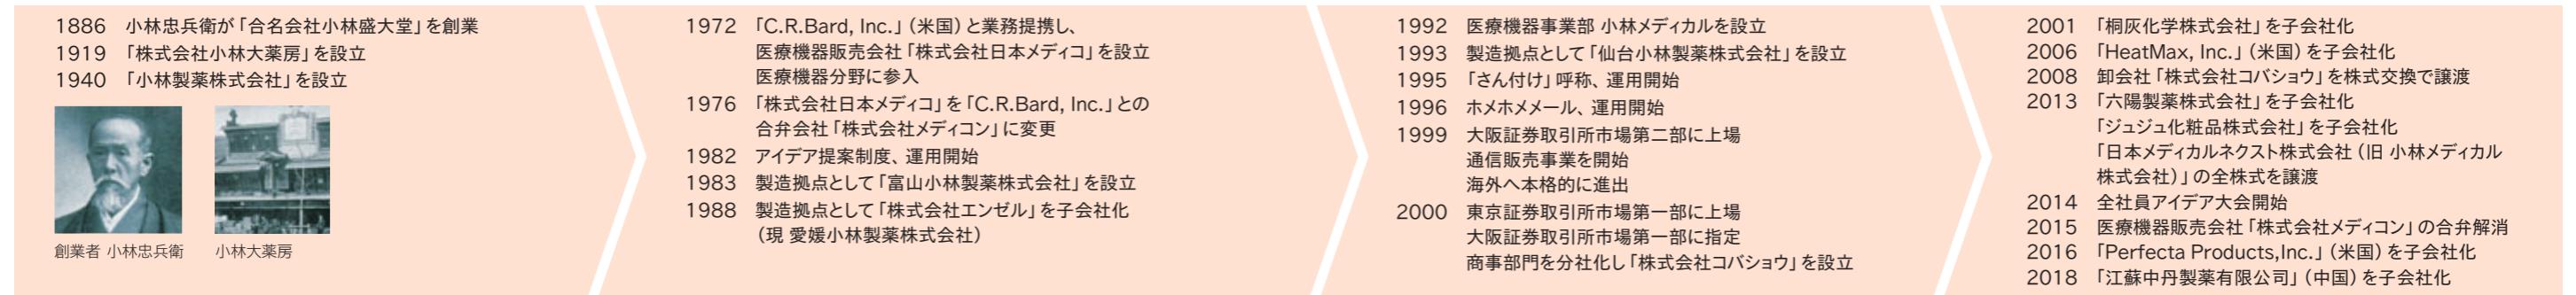 1886 小林忠兵衛が「合名会社小林盛大堂」を創業
1919 「株式会社小林大薬房」を設立
1940 「小林製薬株式会社」を設立
創業者 小林忠兵衛
小林大薬房
1972 「C.R.Bard, Inc.」(米国)と業務提携し、
医療機器販売会社「株式会社日本メディコ」を設立
医療機器分野に参入
1976 「株式会社日本メディコ」を「C.R.Bard, Inc.」との
合弁会社「株式会社メディコン」に変更
1982 アイデア提案制度、運用開始
1983 製造拠点として「富山小林製薬株式会社」を設立
1988 製造拠点として「株式会社エンゼル」を子会社化
(現 愛媛小林製薬株式会社)
1992 医療機器事業部 小林メディカルを設立
1993 製造拠点として「仙台小林製薬株式会社」を設立
1995 「さん付け」呼称、運用開始
1996 ホメホメメール、運用開始
1999 大阪証券取引所市場第二部に上場
通信販売事業を開始
海外へ本格的に進出
2000 東京証券取引所市場第一部に上場
大阪証券取引所市場第一部に指定
商事部門を分社化し「株式会社コバショウ」を設立
2001 「桐灰化学株式会社」を子会社化
2006 「HeatMax, Inc.」(米国)を子会社化
2008 卸会社「株式会社コバショウ」を株式交換で譲渡
2013 「六陽製薬株式会社」を子会社化
「ジュジュ化粧品株式会社」を子会社化
「日本メディカルネクスト株式会社(旧 小林メディカル
株式会社)」の全株式を譲渡
2014 全社員アイデア大会開始
2015 医療機器販売会社「株式会社メディコン」の合弁解消
2016 「Perfecta Products,Inc.」(米国)を子会社化
2018 「江蘇中丹製薬有限公司」(中国)を子会社化